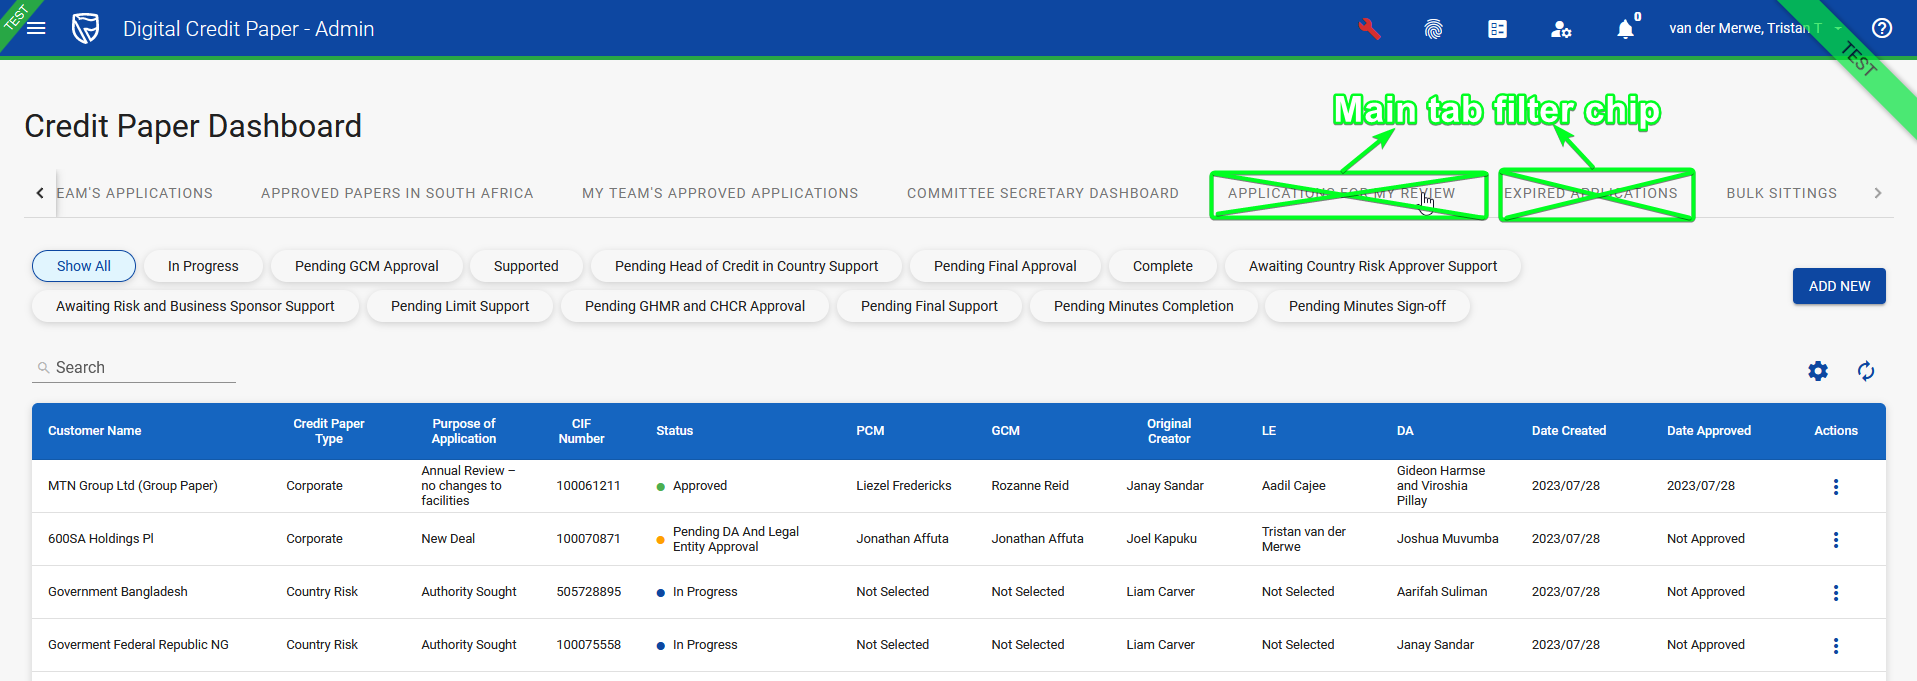 TEST
Digital Credit Paper - Admin
0
van der Merwe, Tristan T
TEST
Main tab filter chip
Credit Paper Dashboard
EAM'S APPLICATIONS
APPROVED PAPERS IN SOUTH AFRICA
MY TEAM'S APPROVED APPLICATIONS
COMMITTEE SECRETARY DASHBOARD
APPLICATIONS FOR MY REVIEW
EXPIRED APPLICATIONS
BULK SITTINGS
Show All
In Progress
Pending GCM Approval
Supported
Pending Head of Credit in Country Support
Pending Final Approval
Complete
Awaiting Country Risk Approver Support
Awaiting Risk and Business Sponsor Support
Pending Limit Support
Pending GHMR and CHCR Approval
Pending Final Support
Pending Minutes Completion
Pending Minutes Sign-off
ADD NEW
Search
Customer Name
Credit Paper
Type
Purpose of
Application
CIF
Number
Status
PCM
GCM
Original
Creator
LE
DA
Date Created
Date Approved
Actions
MTN Group Ltd (Group Paper)
Corporate
Annual Review –
no changes to
facilities
100061211
Approved
Liezel Fredericks
Rozanne Reid
Janay Sandar
Aadil Cajee
Gideon Harmse
and Viroshia
Pillay
2023/07/28
2023/07/28
600SA Holdings Pl
Corporate
New Deal
100070871
Pending DA And Legal
Entity Approval
Jonathan Affuta
Jonathan Affuta
Joel Kapuku
Tristan van der
Merwe
Joshua Muvumba
2023/07/28
Not Approved
Government Bangladesh
Country Risk
Authority Sought
505728895
In Progress
Not Selected
Not Selected
Liam Carver
Not Selected
Aarifah Suliman
2023/07/28
Not Approved
Goverment Federal Republic NG
Country Risk
Authority Sought
100075558
In Progress
Not Selected
Not Selected
Liam Carver
Not Selected
Janay Sandar
2023/07/28
Not Approved